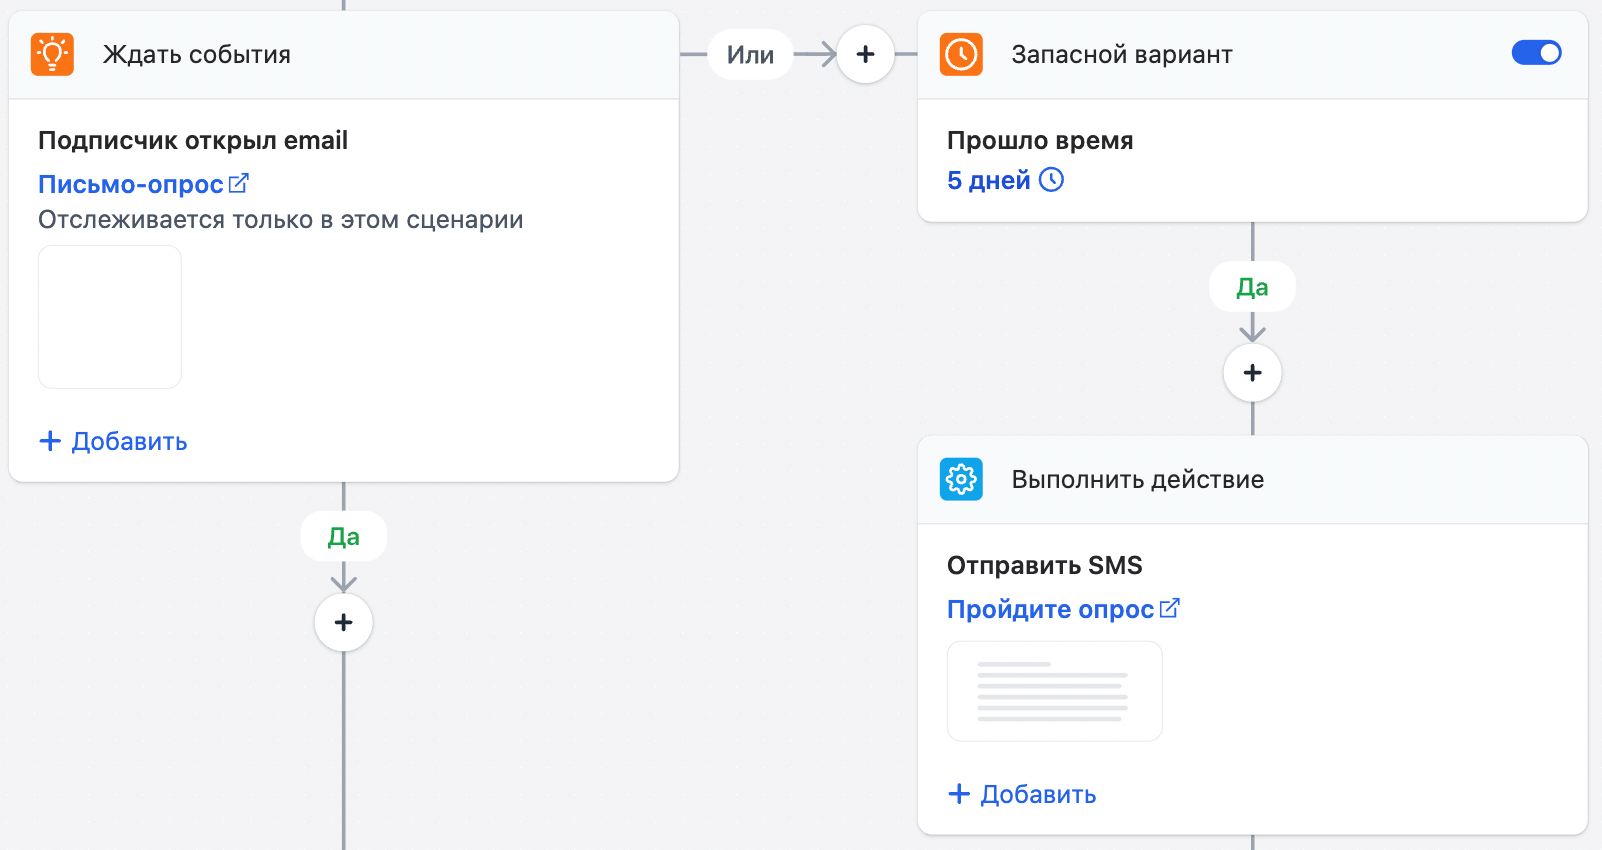 Ждать события
Подписчик открыл email
Письмо-опрос
Отслеживается только в этом сценарии
+ Добавить
Да
+
Или
+
Запасной вариант
Прошло время
5 дней
Да
+
Выполнить действие
Отправить SMS
Пройдите опрос
+ Добавить